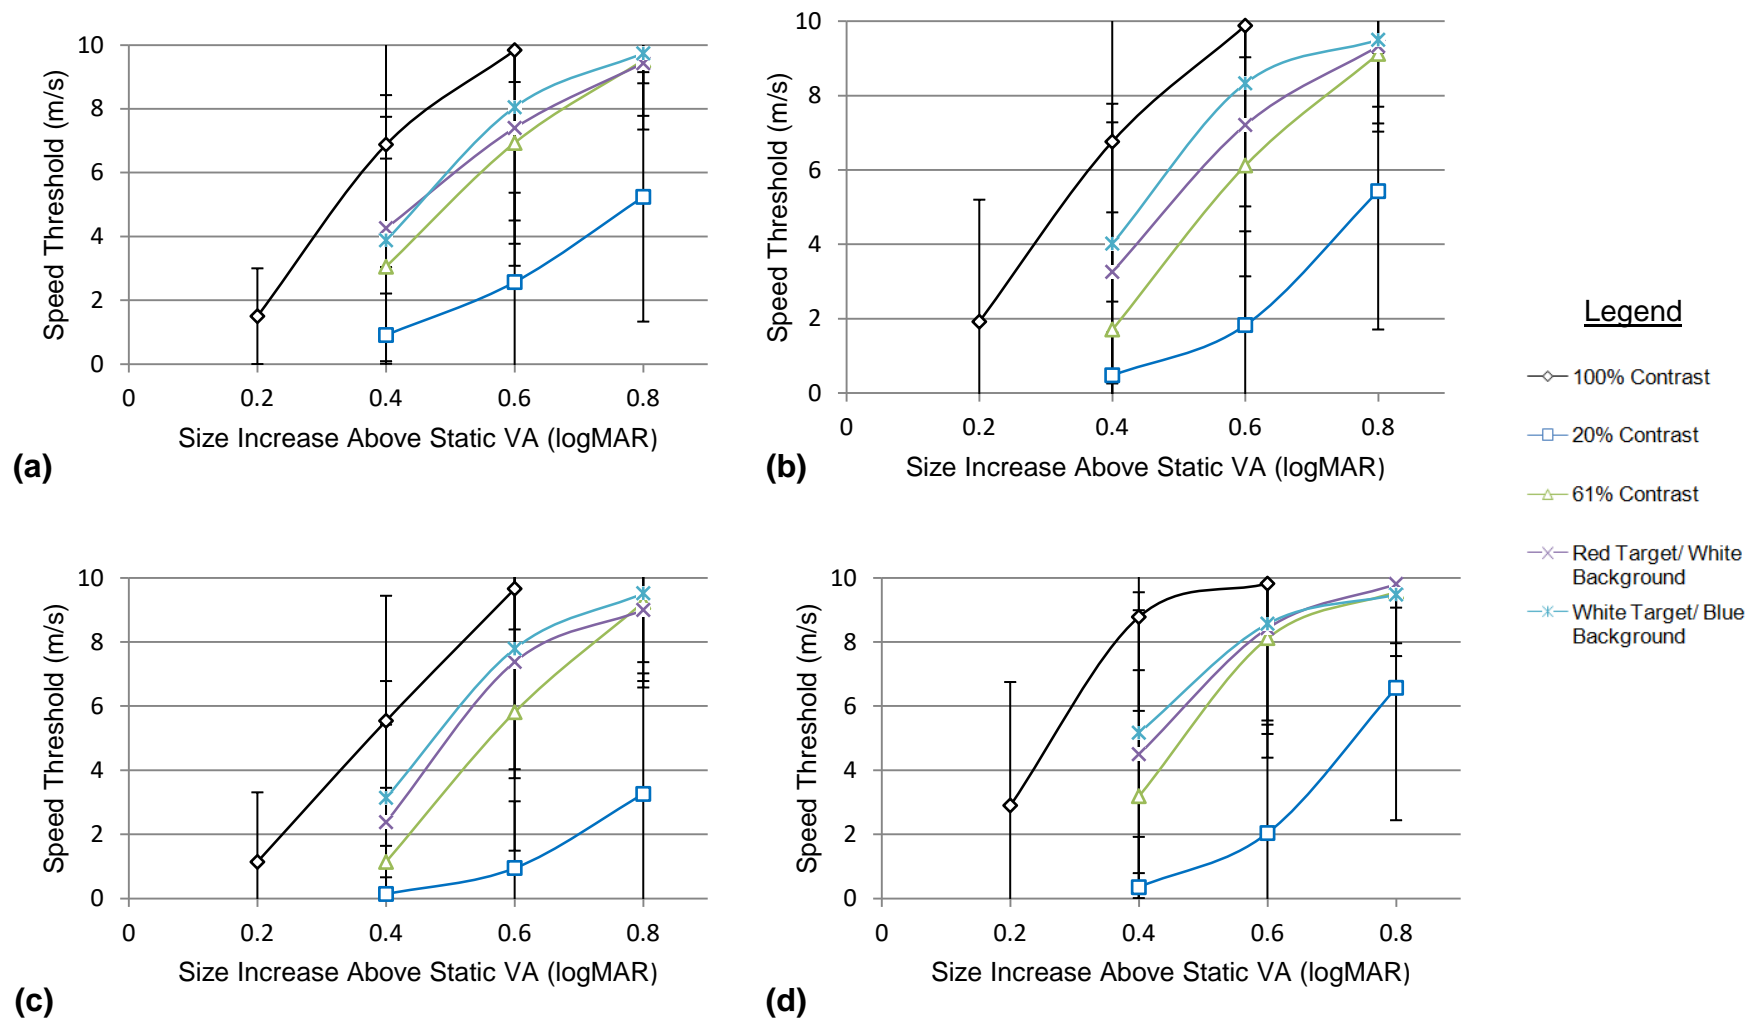 10
8
6
4
2
0
0
0.2
0.4
0.6
0.8
Speed Threshold (m/s)
Size Increase Above Static VA (logMAR)
(a)
10
8
6
4
2
0
0
0.2
0.4
0.6
0.8
Speed Threshold (m/s)
Size Increase Above Static VA (logMAR)
(b)
10
8
6
4
2
0
0
0.2
0.4
0.6
0.8
Speed Threshold (m/s)
Size Increase Above Static VA (logMAR)
(c)
10
8
6
4
2
0
0
0.2
0.4
0.6
0.8
Speed Threshold (m/s)
Size Increase Above Static VA (logMAR)
(d)
Legend
100% Contrast
20% Contrast
61% Contrast
Red Target/ White
Background
White Target/ Blue
Background